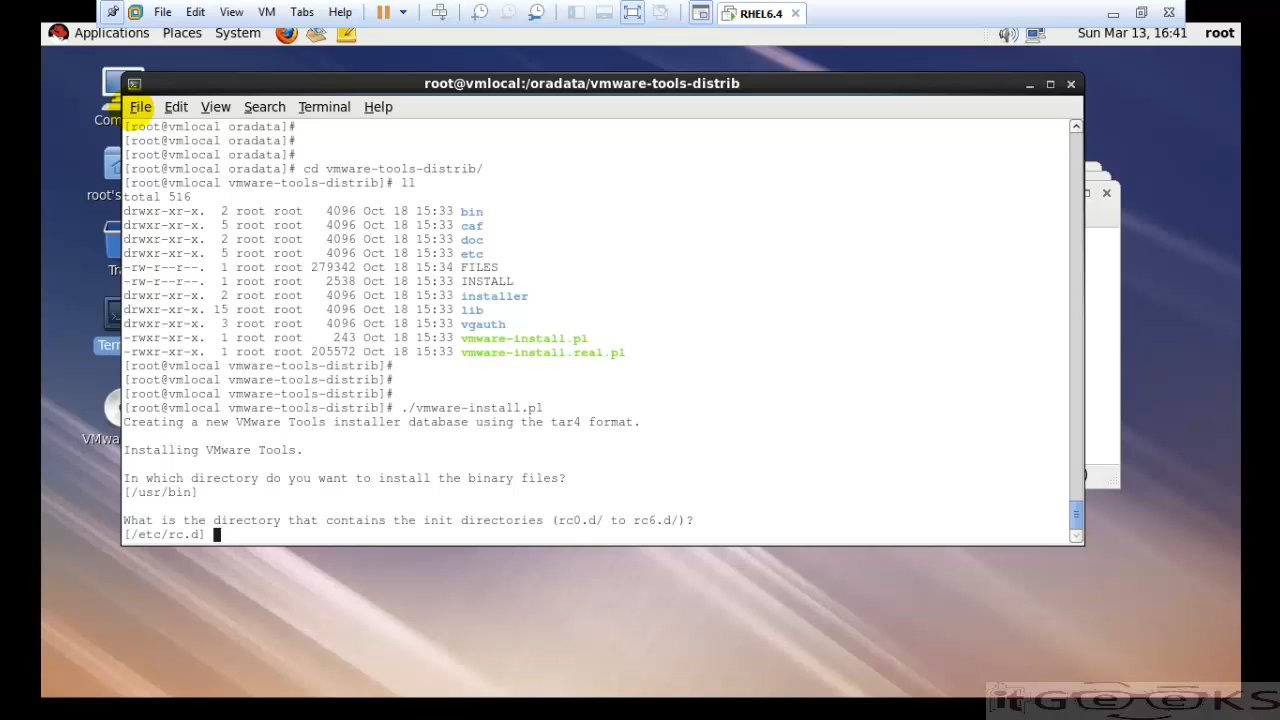 File Edit View VM Tabs Help RHEL6.4
Applications Places System Sun Mar 13, 16:41 root
root@vmlocal:/oradata/vmware-tools-distrib
File Edit View Search Terminal Help
[root@vmlocal oradata]#
[root@vmlocal oradata]#
[root@vmlocal oradata]#
[root@vmlocal oradata]# cd vmware-tools-distrib/
[root@vmlocal vmware-tools-distrib]# ll
total 516
drwxr-xr-x. 2 root root 4096 Oct 18 15:33 bin
drwxr-xr-x. 5 root root 4096 Oct 18 15:33 caf
drwxr-xr-x. 2 root root 4096 Oct 18 15:33 doc
drwxr-xr-x. 5 root root 4096 Oct 18 15:33 etc
-rw-r--r--. 1 root root 279342 Oct 18 15:34 FILES
-rw-r--r--. 1 root root 2538 Oct 18 15:33 INSTALL
drwxr-xr-x. 2 root root 4096 Oct 18 15:33 installer
drwxr-xr-x. 15 root root 4096 Oct 18 15:33 lib
drwxr-xr-x. 3 root root 4096 Oct 18 15:33 vgauth
-rwxr-xr-x. 1 root root 243 Oct 18 15:33 vmware-install.pl
-rwxr-xr-x. 1 root root 205572 Oct 18 15:33 vmware-install.real.pl
[root@vmlocal vmware-tools-distrib]#
[root@vmlocal vmware-tools-distrib]#
[root@vmlocal vmware-tools-distrib]#
[root@vmlocal vmware-tools-distrib]# ./vmware-install.pl
Creating a new VMware Tools installer database using the tar4 format.
Installing VMware Tools.
In which directory do you want to install the binary files?
[/usr/bin]
What is the directory that contains the init directories (rc0.d/ to rc6.d/)?
[/etc/rc.d]
Com
root's
Tr
Ter
VMw
itGeeKS